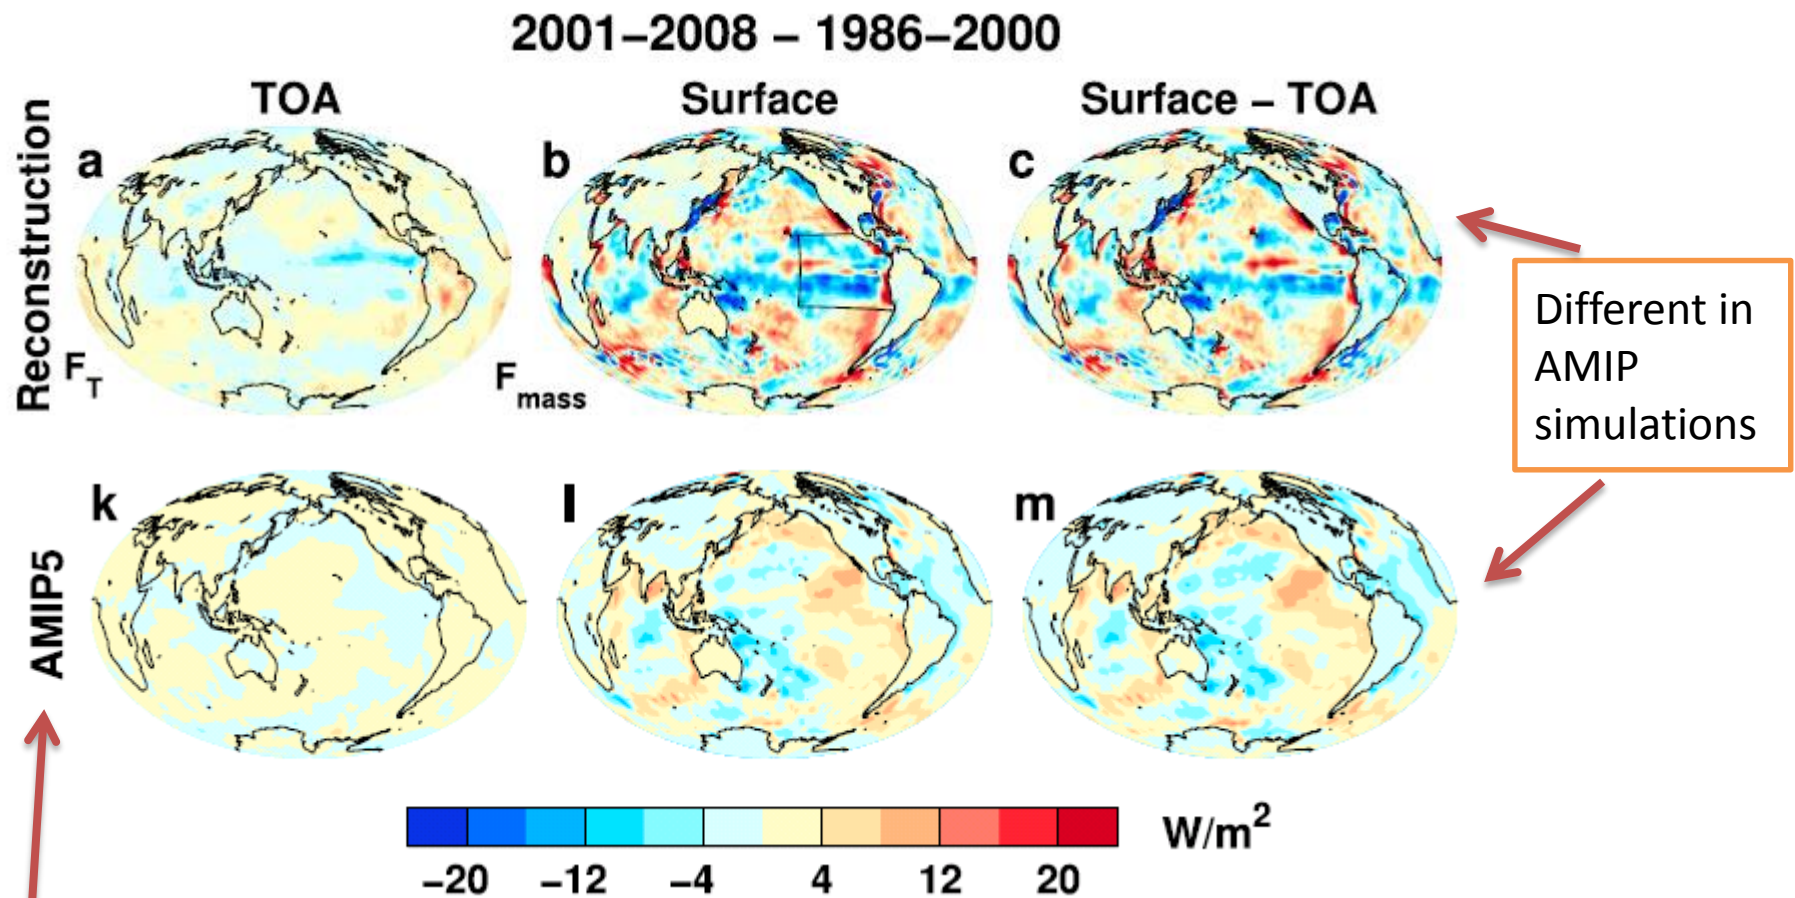 2001–2008 – 1986–2000
TOA
Surface
Surface – TOA
Reconstruction
a
b
c
F_T
F_mass
Different in
AMIP
simulations
AMIP5
k
l
m
−20
−12
−4
4
12
20
W/m²